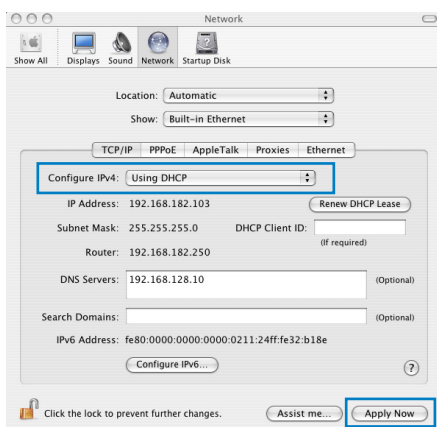 Network
Show All Displays Sound Network Startup Disk
Location: Automatic
Show: Built-in Ethernet
TCP/IP PPPoE AppleTalk Proxies Ethernet
Configure IPv4: Using DHCP
IP Address: 192.168.182.103 Renew DHCP Lease
Subnet Mask: 255.255.255.0 DHCP Client ID:
(If required)
Router: 192.168.182.250
DNS Servers: 192.168.128.10 (Optional)
Search Domains: (Optional)
IPv6 Address: fe80:0000:0000:0000:0211:24ff:fe32:b18e
Configure IPv6... ?
Click the lock to prevent further changes. Assist me... Apply Now